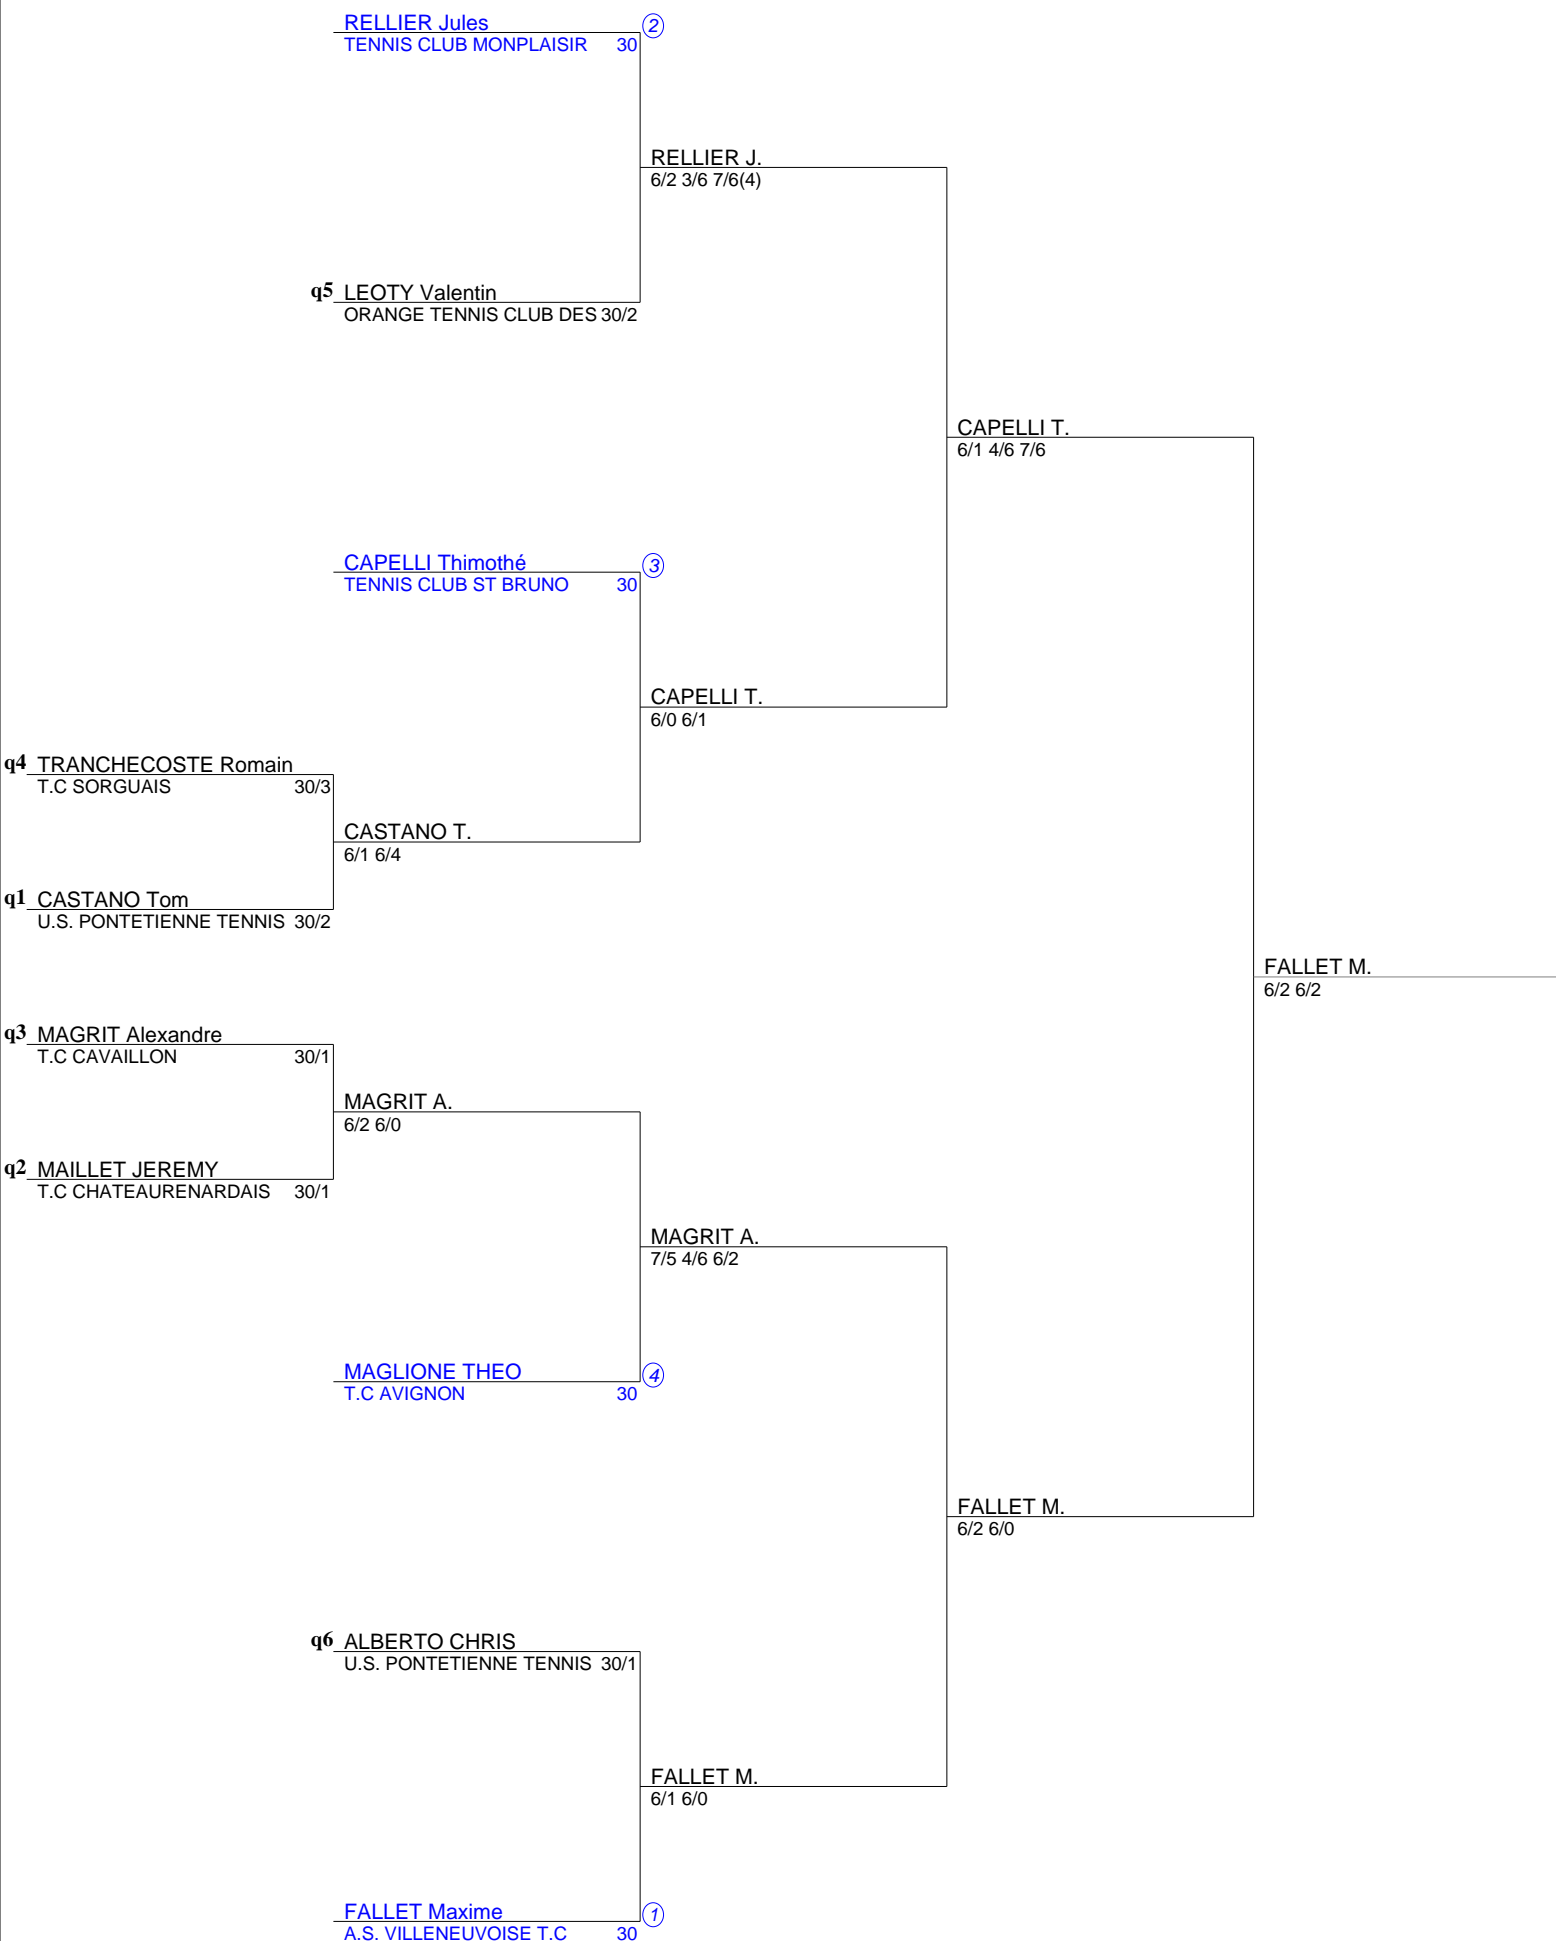 RELLIER Jules 2
TENNIS CLUB MONPLAISIR 30
RELLIER J.
6/2 3/6 7/6(4)
q5 LEOTY Valentin
ORANGE TENNIS CLUB DES 30/2
CAPELLI T.
6/1 4/6 7/6
CAPELLI Thimothé 3
TENNIS CLUB ST BRUNO 30
CAPELLI T.
6/0 6/1
q4 TRANCHECOSTE Romain
T.C SORGUAIS 30/3
CASTANO T.
6/1 6/4
q1 CASTANO Tom
U.S. PONTETIENNE TENNIS 30/2
FALLET M.
6/2 6/2
q3 MAGRIT Alexandre
T.C CAVAILLON 30/1
MAGRIT A.
6/2 6/0
q2 MAILLET JEREMY
T.C CHATEAURENARDAIS 30/1
MAGRIT A.
7/5 4/6 6/2
MAGLIONE THEO 4
T.C AVIGNON 30
FALLET M.
6/2 6/0
q6 ALBERTO CHRIS
U.S. PONTETIENNE TENNIS 30/1
FALLET M.
6/1 6/0
FALLET Maxime 1
A.S. VILLENEUVOISE T.C 30